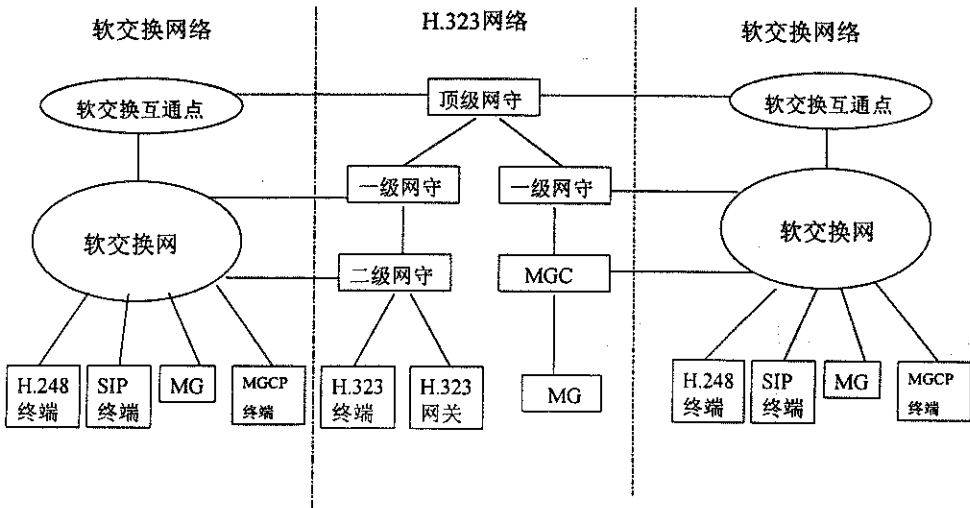 软交换网络
H.323网络
软交换网络
软交换互通点
顶级网守
软交换互通点
一级网守
一级网守
软交换网
软交换网
二级网守
MGC
H.248
终端
SIP
终端
MG
MGCP
终端
H.323
终端
H.323
网关
MG
H.248
终端
SIP
终端
MG
MGCP
终端